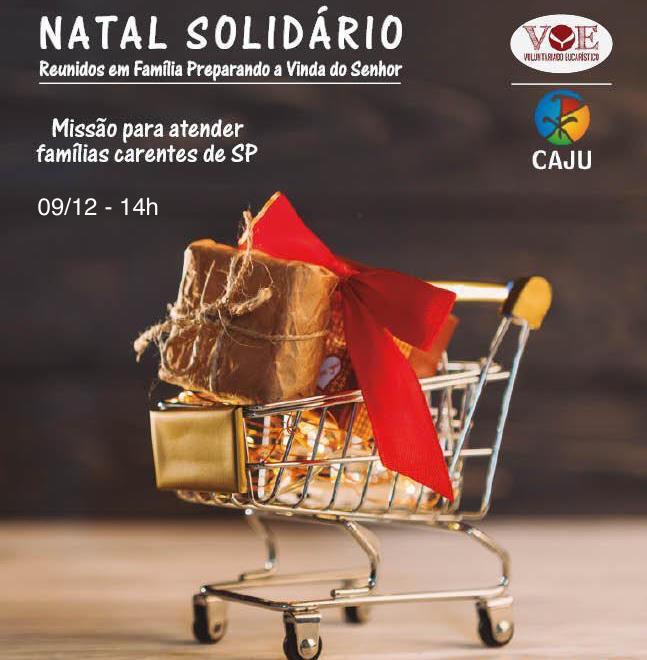 NATAL SOLIDÁRIO
Reunidos em Família Preparando a Vinda do Senhor
Missão para atender
famílias carentes de SP
09/12 - 14h
VOE
VOLUNTARIADO EUCARÍSTICO
CAJU